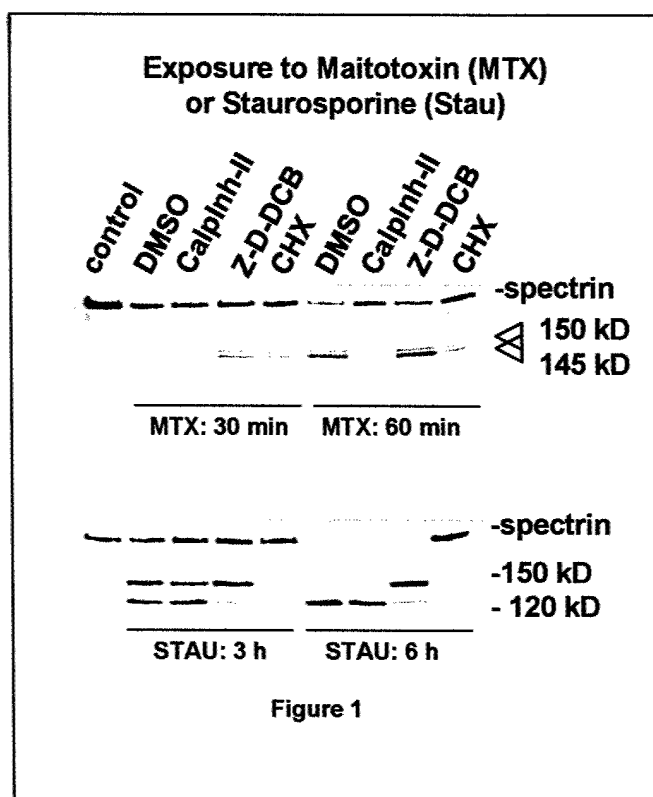 Exposure to Maitotoxin (MTX)
or Staurosporine (Stau)
control DMSO CalpInh-II Z-D-DCB CHX DMSO CalpInh-II Z-D-DCB CHX
-spectrin
150 kD
145 kD
MTX: 30 min MTX: 60 min
-spectrin
-150 kD
- 120 kD
STAU: 3 h STAU: 6 h
Figure 1